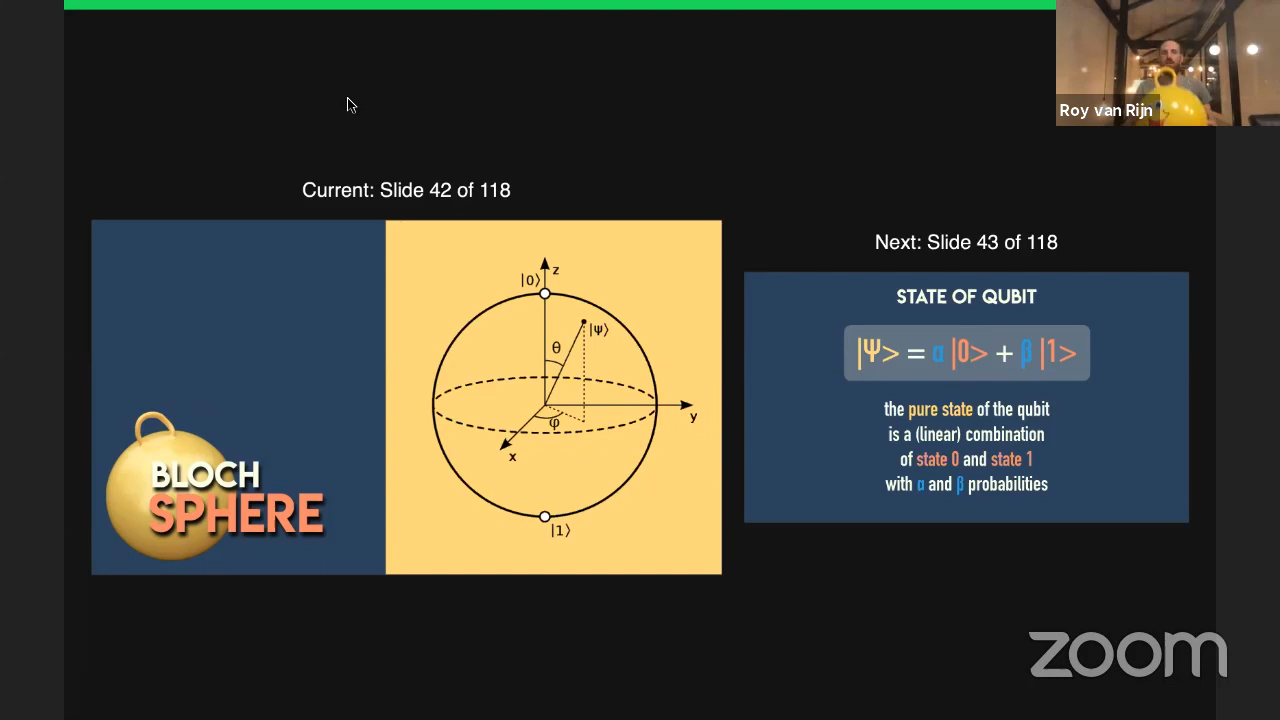 Roy van Rijn
Current: Slide 42 of 118
Next: Slide 43 of 118
|0⟩
z
|Ψ⟩
θ
φ
y
x
|1⟩
BLOCH
SPHERE
STATE OF QUBIT
|Ψ> = α |0> + β |1>
the pure state of the qubit
is a (linear) combination
of state 0 and state 1
with α and β probabilities
zoom